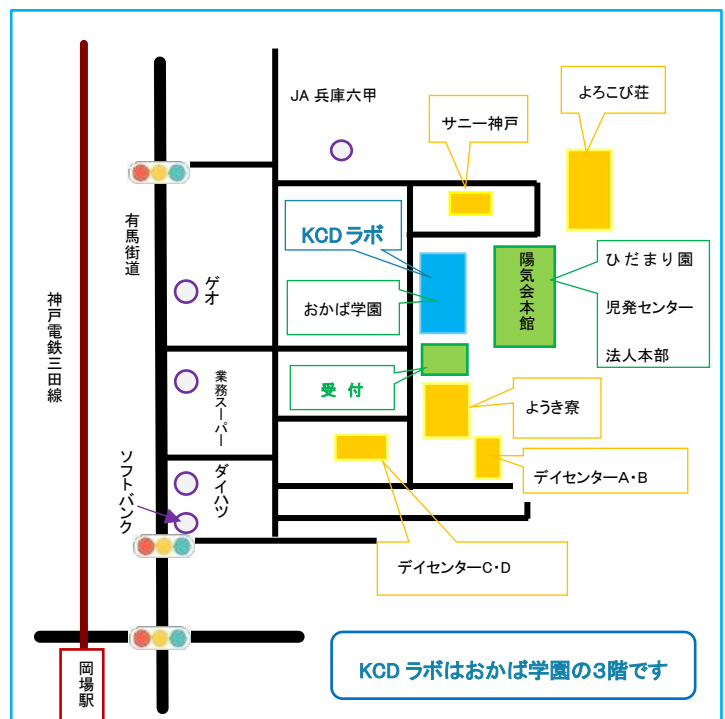 JA 兵庫六甲
よろこび荘
サニー神戸
有馬街道
KCD ラボ
陽気会本館
ひだまり園
児発センター
法人本部
ゲオ
おかば学園
神戸電鉄三田線
業務スーパー
受 付
ようき寮
ソフトバンク
ダイハツ
デイセンターA・B
デイセンターC・D
岡場駅
KCD ラボはおかば学園の3階です